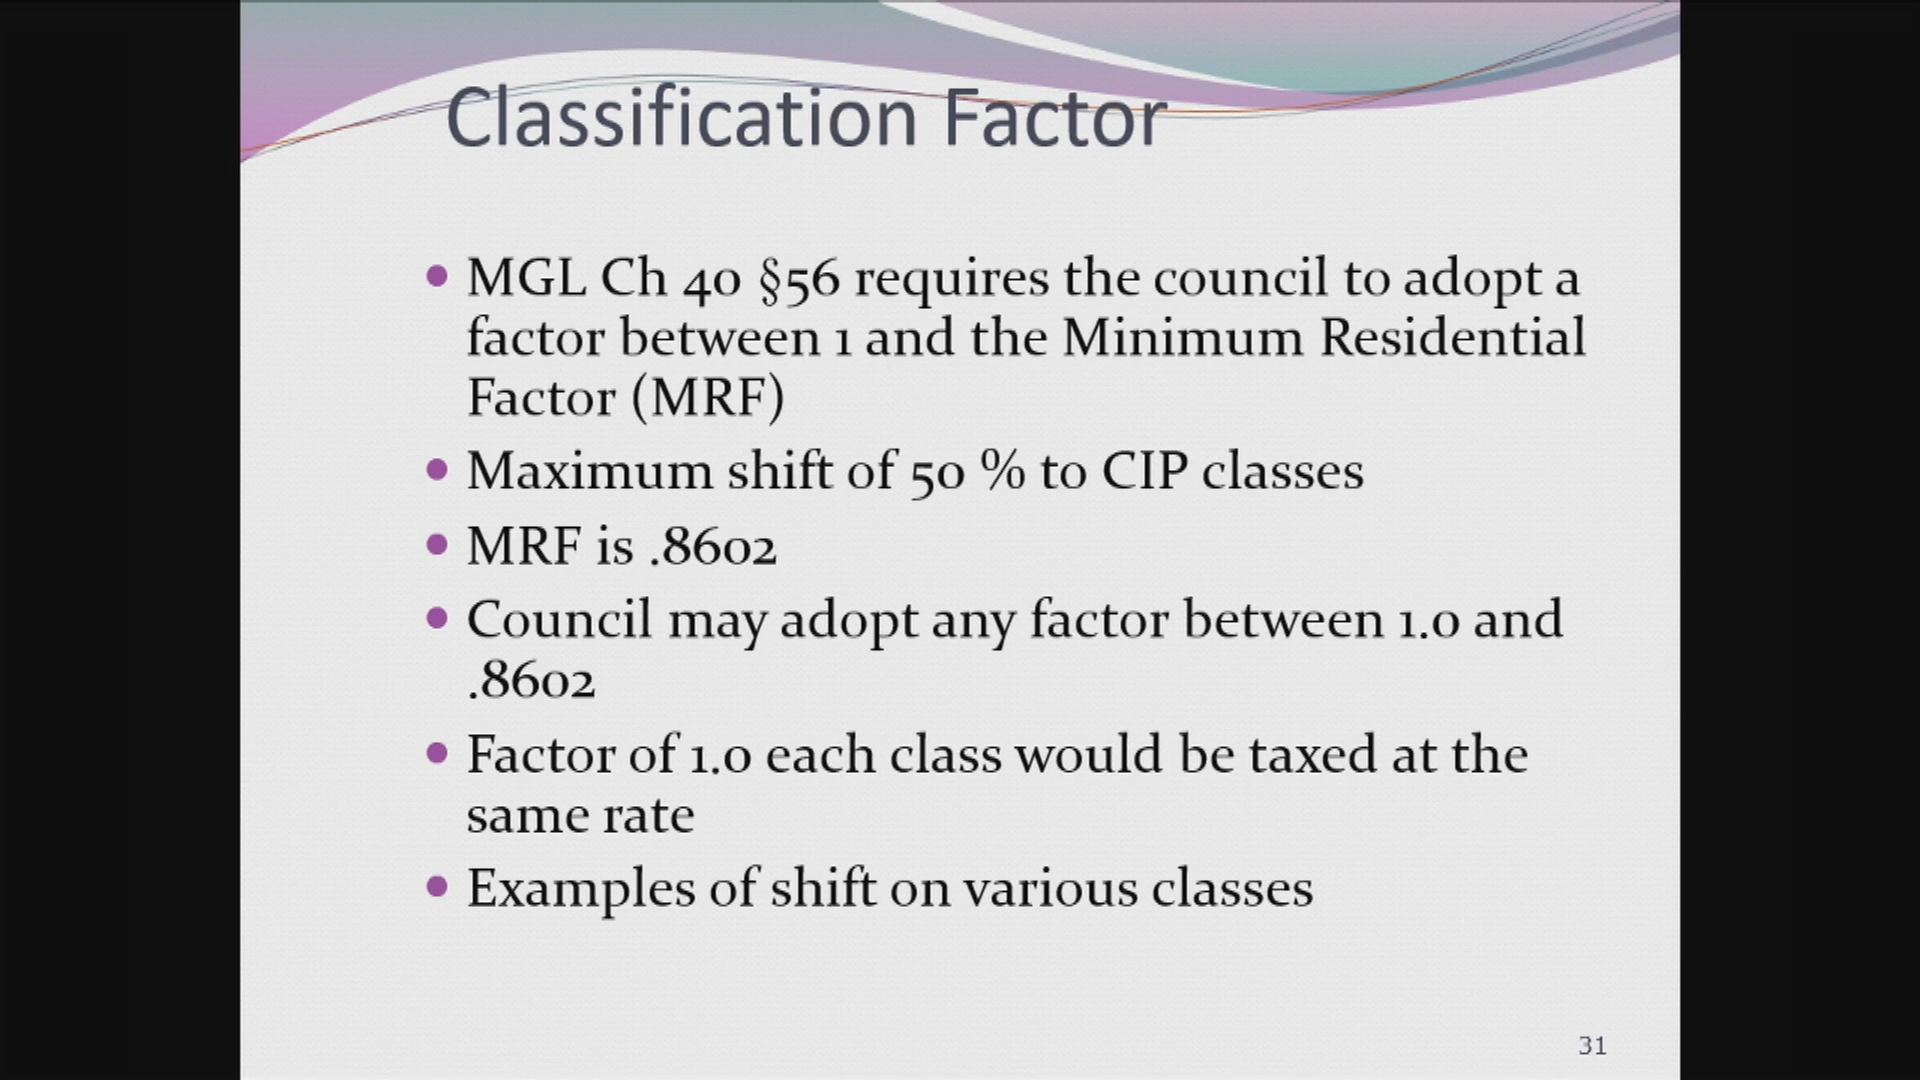 Classification Factor
MGL Ch 40 §56 requires the council to adopt a
factor between 1 and the Minimum Residential
Factor (MRF)
Maximum shift of 50 % to CIP classes
MRF is .8602
Council may adopt any factor between 1.0 and
.8602
Factor of 1.0 each class would be taxed at the
same rate
Examples of shift on various classes
31